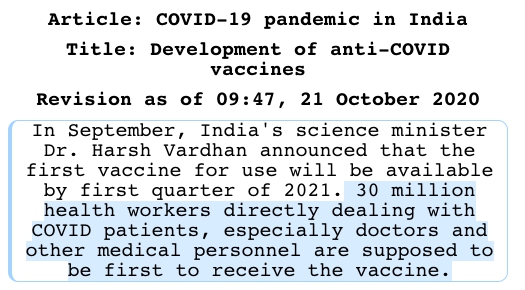 Article: COVID-19 pandemic in India
Title: Development of anti-COVID
vaccines
Revision as of 09:47, 21 October 2020
In September, India's science minister
Dr. Harsh Vardhan announced that the
first vaccine for use will be available
by first quarter of 2021. 30 million
health workers directly dealing with
COVID patients, especially doctors and
other medical personnel are supposed to
be first to receive the vaccine.